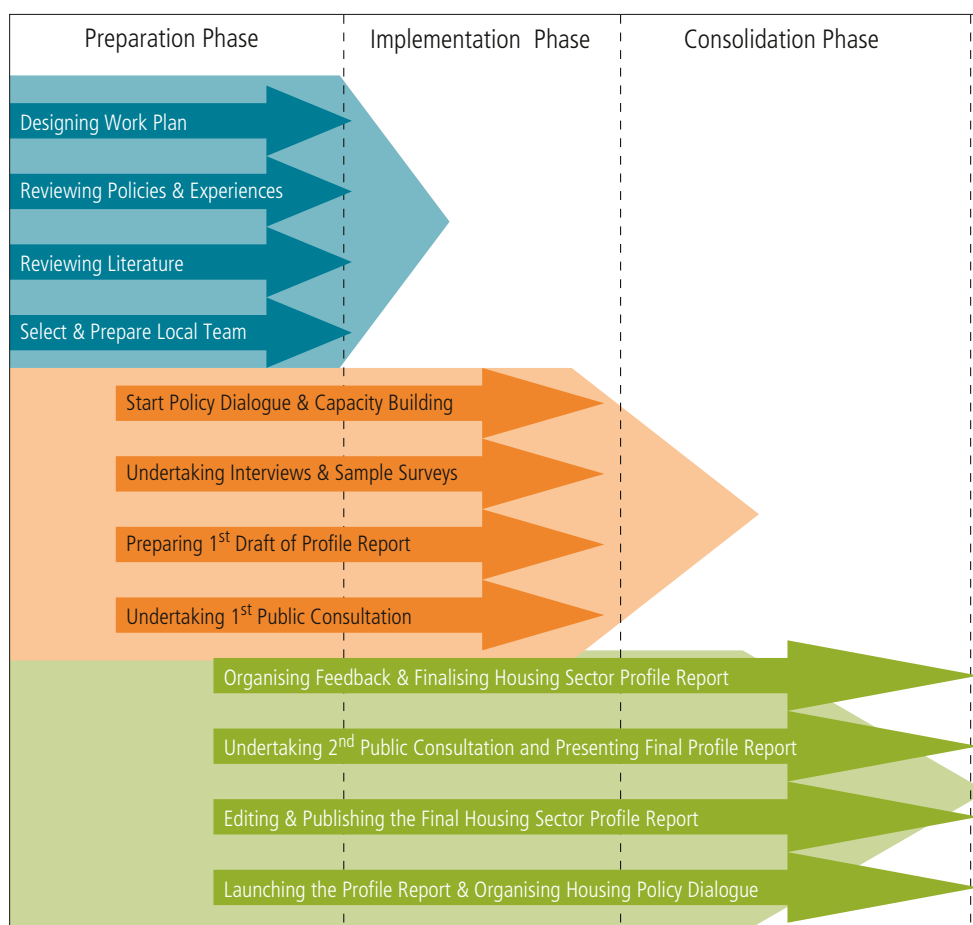 Preparation Phase
Implementation Phase
Consolidation Phase
Designing Work Plan
Reviewing Policies & Experiences
Reviewing Literature
Select & Prepare Local Team
Start Policy Dialogue & Capacity Building
Undertaking Interviews & Sample Surveys
Preparing 1st Draft of Profile Report
Undertaking 1st Public Consultation
Organising Feedback & Finalising Housing Sector Profile Report
Undertaking 2nd Public Consultation and Presenting Final Profile Report
Editing & Publishing the Final Housing Sector Profile Report
Launching the Profile Report & Organising Housing Policy Dialogue